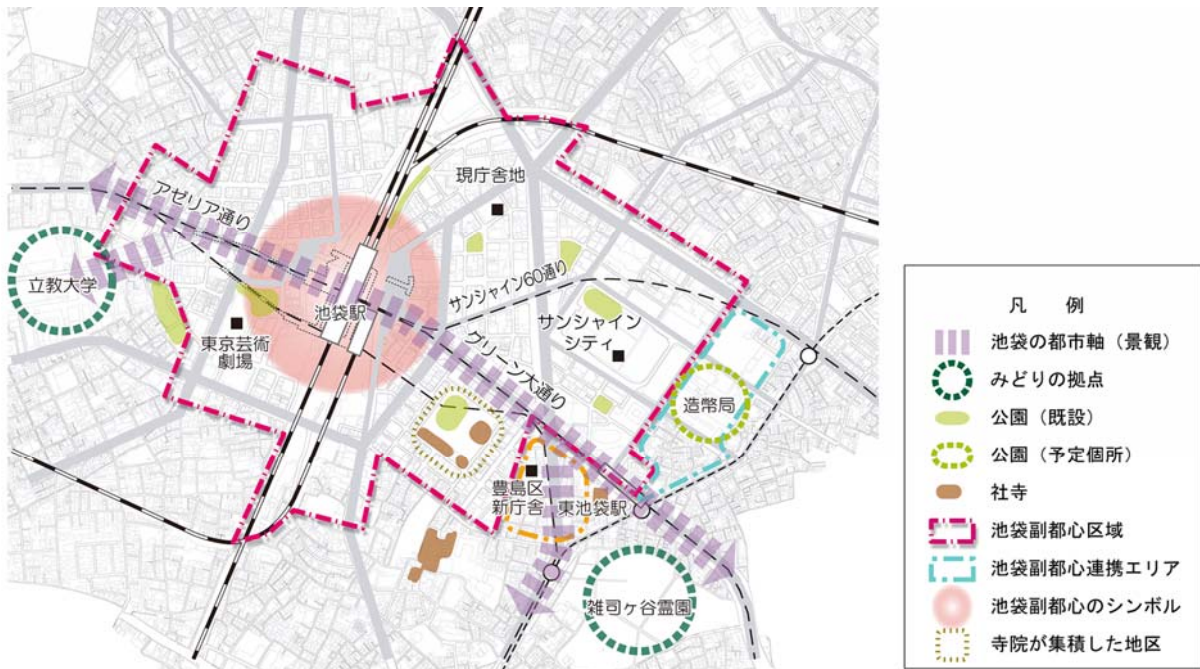 現庁舎地
アゼリア通り
立教大学
サンシャイン60通り
池袋駅
東京芸術
劇場
サンシャイン
シティ
グリーン大通り
造幣局
豊島区
新庁舎
東池袋駅
雑司ヶ谷霊園
凡 例
池袋の都市軸（景観）
みどりの拠点
公園（既設）
公園（予定個所）
社寺
池袋副都心区域
池袋副都心連携エリア
池袋副都心のシンボル
寺院が集積した地区